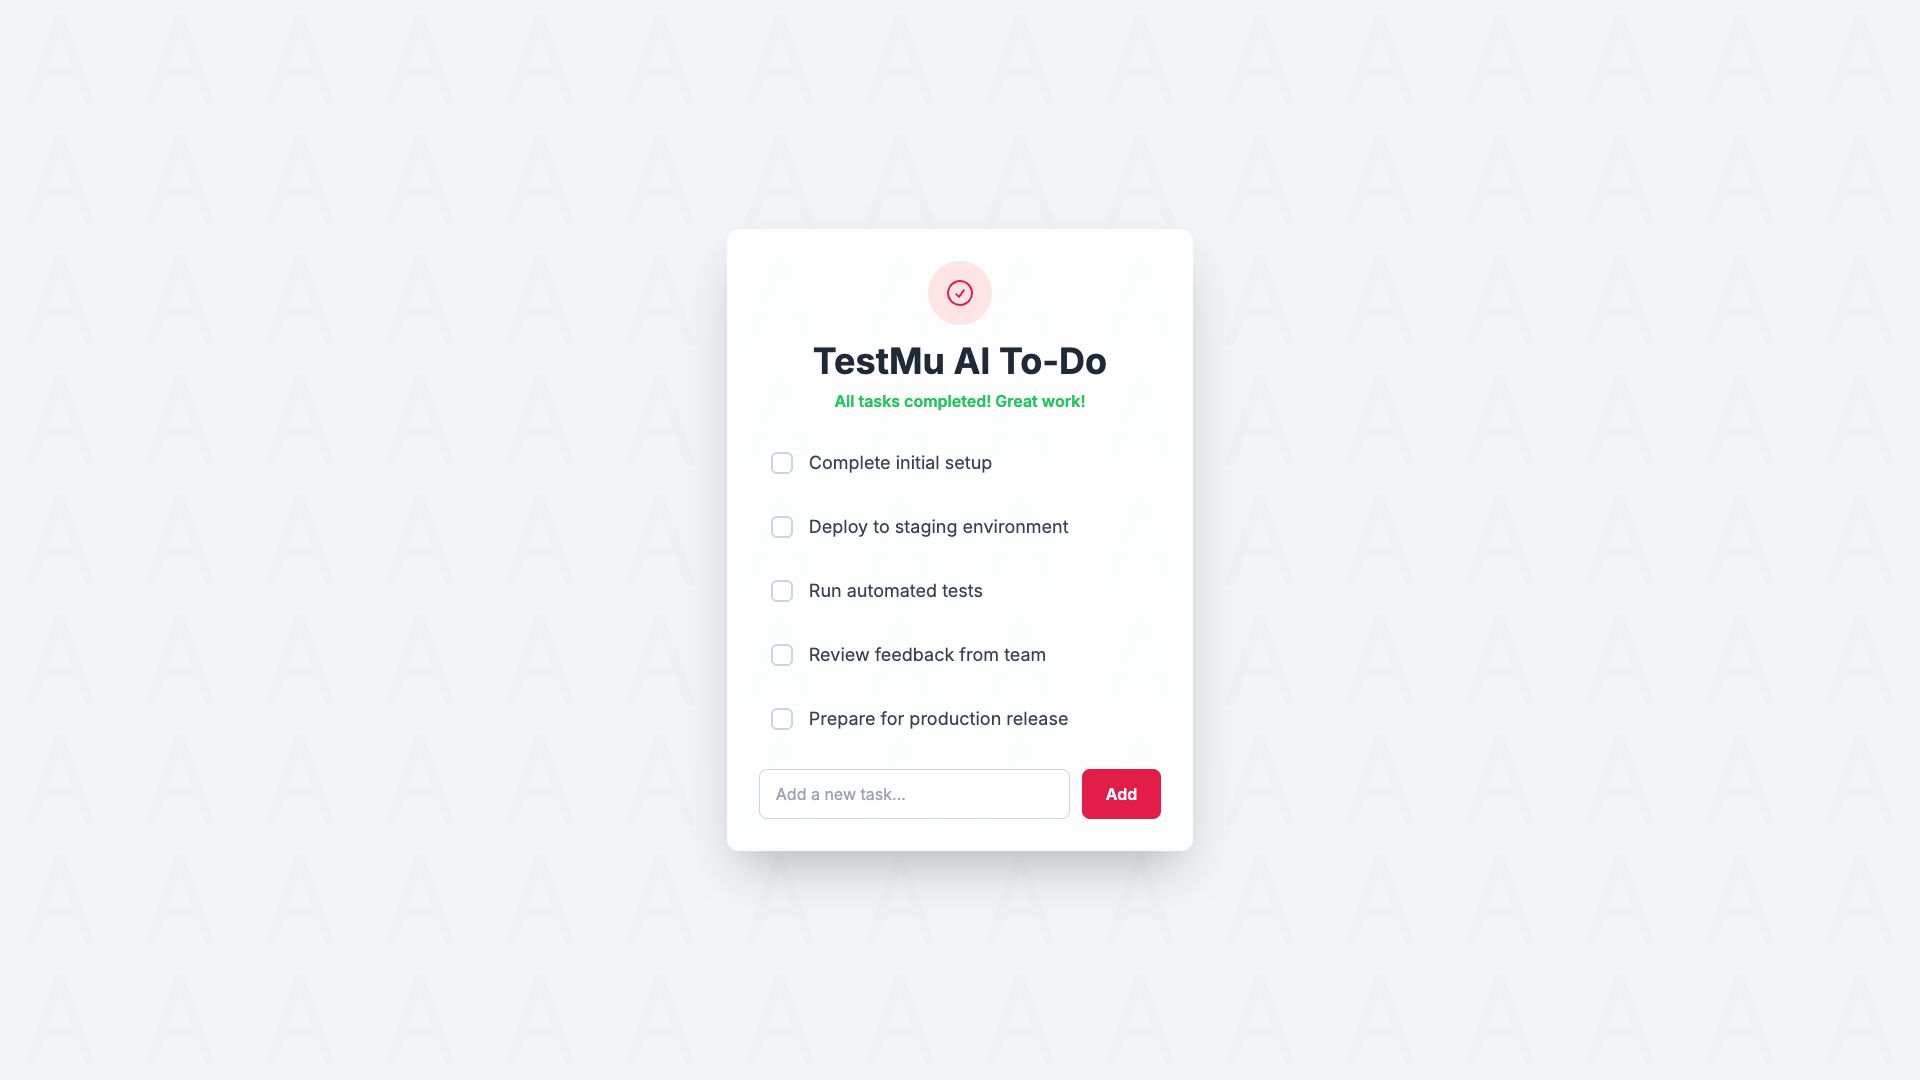 TestMu AI To-Do
All tasks completed! Great work!
Complete initial setup
Deploy to staging environment
Run automated tests
Review feedback from team
Prepare for production release
Add a new task...
Add